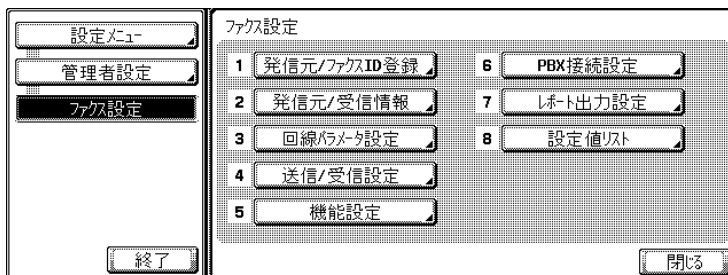 設定メニュー
管理者設定
ファクス設定
終了
ファクス設定
1 発信元/ファクスID登録
2 発信元/受信情報
3 回線パラメータ設定
4 送信/受信設定
5 機能設定
6 PBX接続設定
7 レポート出力設定
8 設定値リスト
閉じる